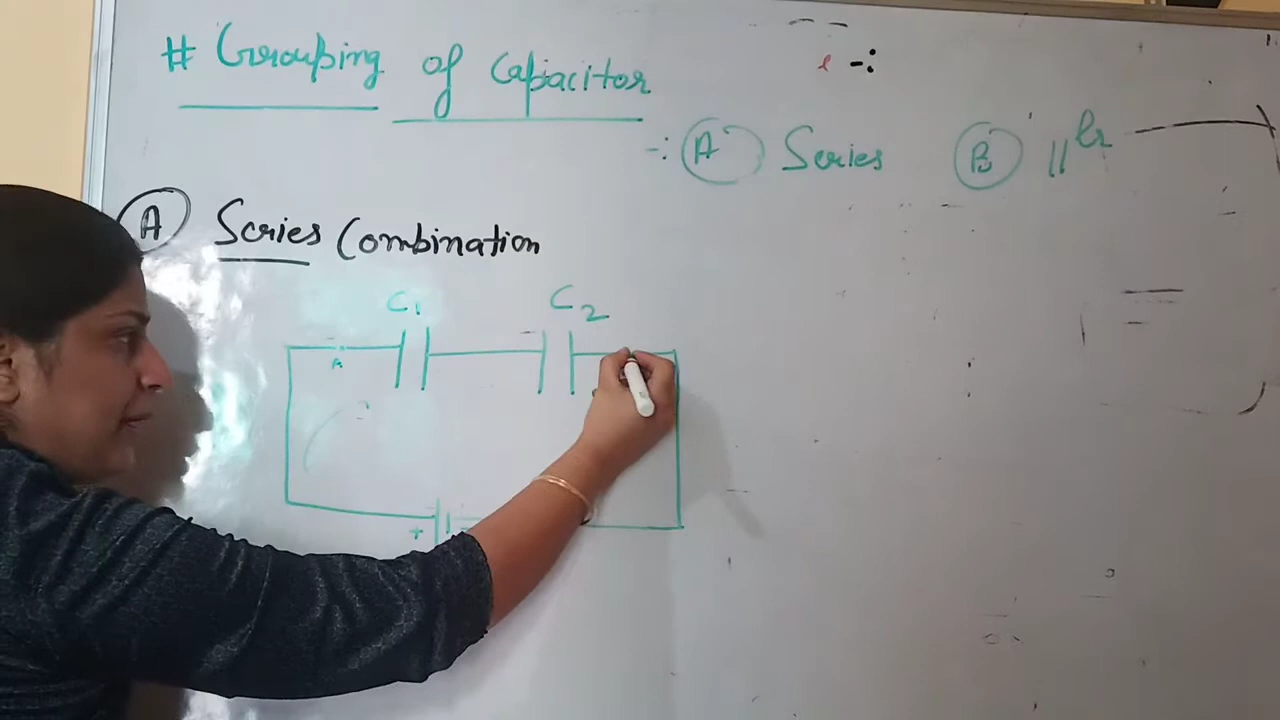 # Grouping of Capacitor
-: (A) Series (B) ||lr
(A) Series Combination
C1 C2
A
+